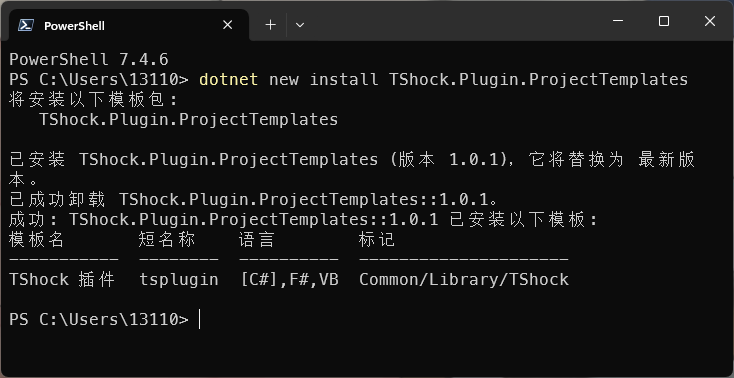 PowerShell
PowerShell 7.4.6
PS C:\Users\13110> dotnet new install TShock.Plugin.ProjectTemplates
将安装以下模板包:
   TShock.Plugin.ProjectTemplates
已安装 TShock.Plugin.ProjectTemplates (版本 1.0.1)，它将替换为 最新版
本。
已成功卸载 TShock.Plugin.ProjectTemplates::1.0.1。
成功: TShock.Plugin.ProjectTemplates::1.0.1 已安装以下模板:
模板名       短名称    语言        标记
-----------  --------  ----------  ---------------------
TShock 插件  tsplugin  [C#],F#,VB  Common/Library/TShock
PS C:\Users\13110>